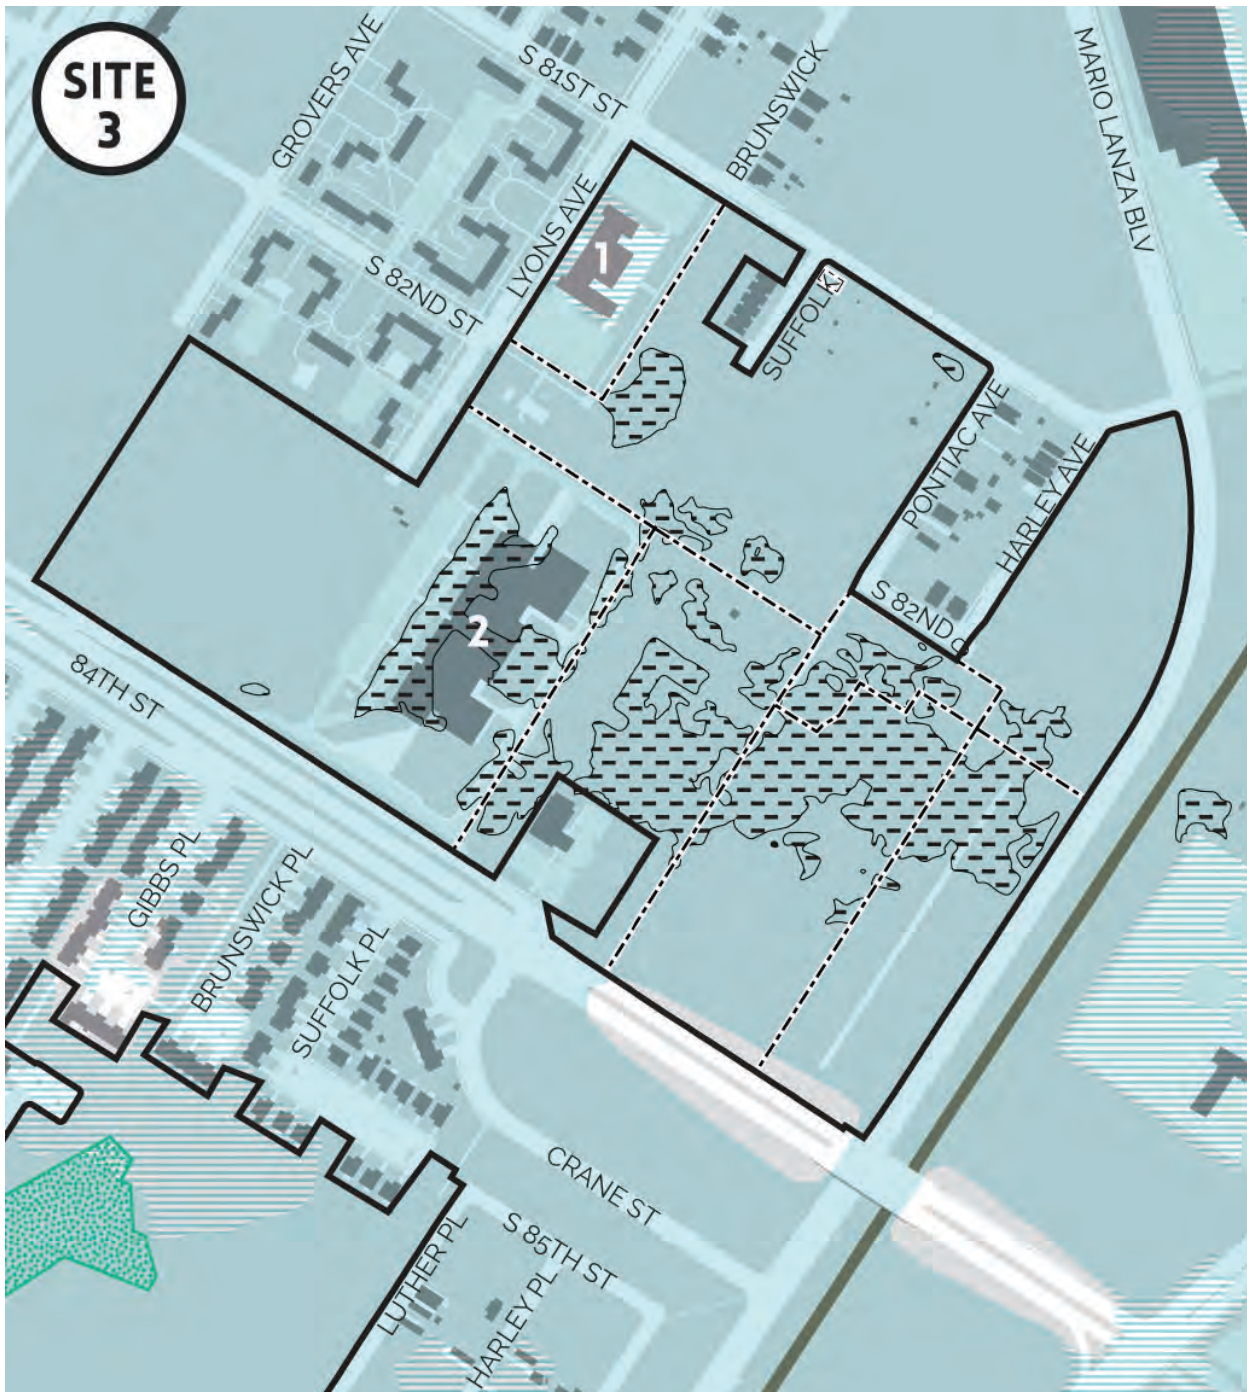 SITE
3
GROVERS AVE
S 81ST ST
BRUNSWICK
MARIO LANZA BLV
LYONS AVE
1
S 82ND ST
SUFFOLK
PONTIAC AVE
HARLEY AVE
S 82ND
2
84TH ST
GIBBS PL
BRUNSWICK PL
SUFFOLK PL
CRANE ST
S 85TH ST
LUTHER PL
HARLEY PL